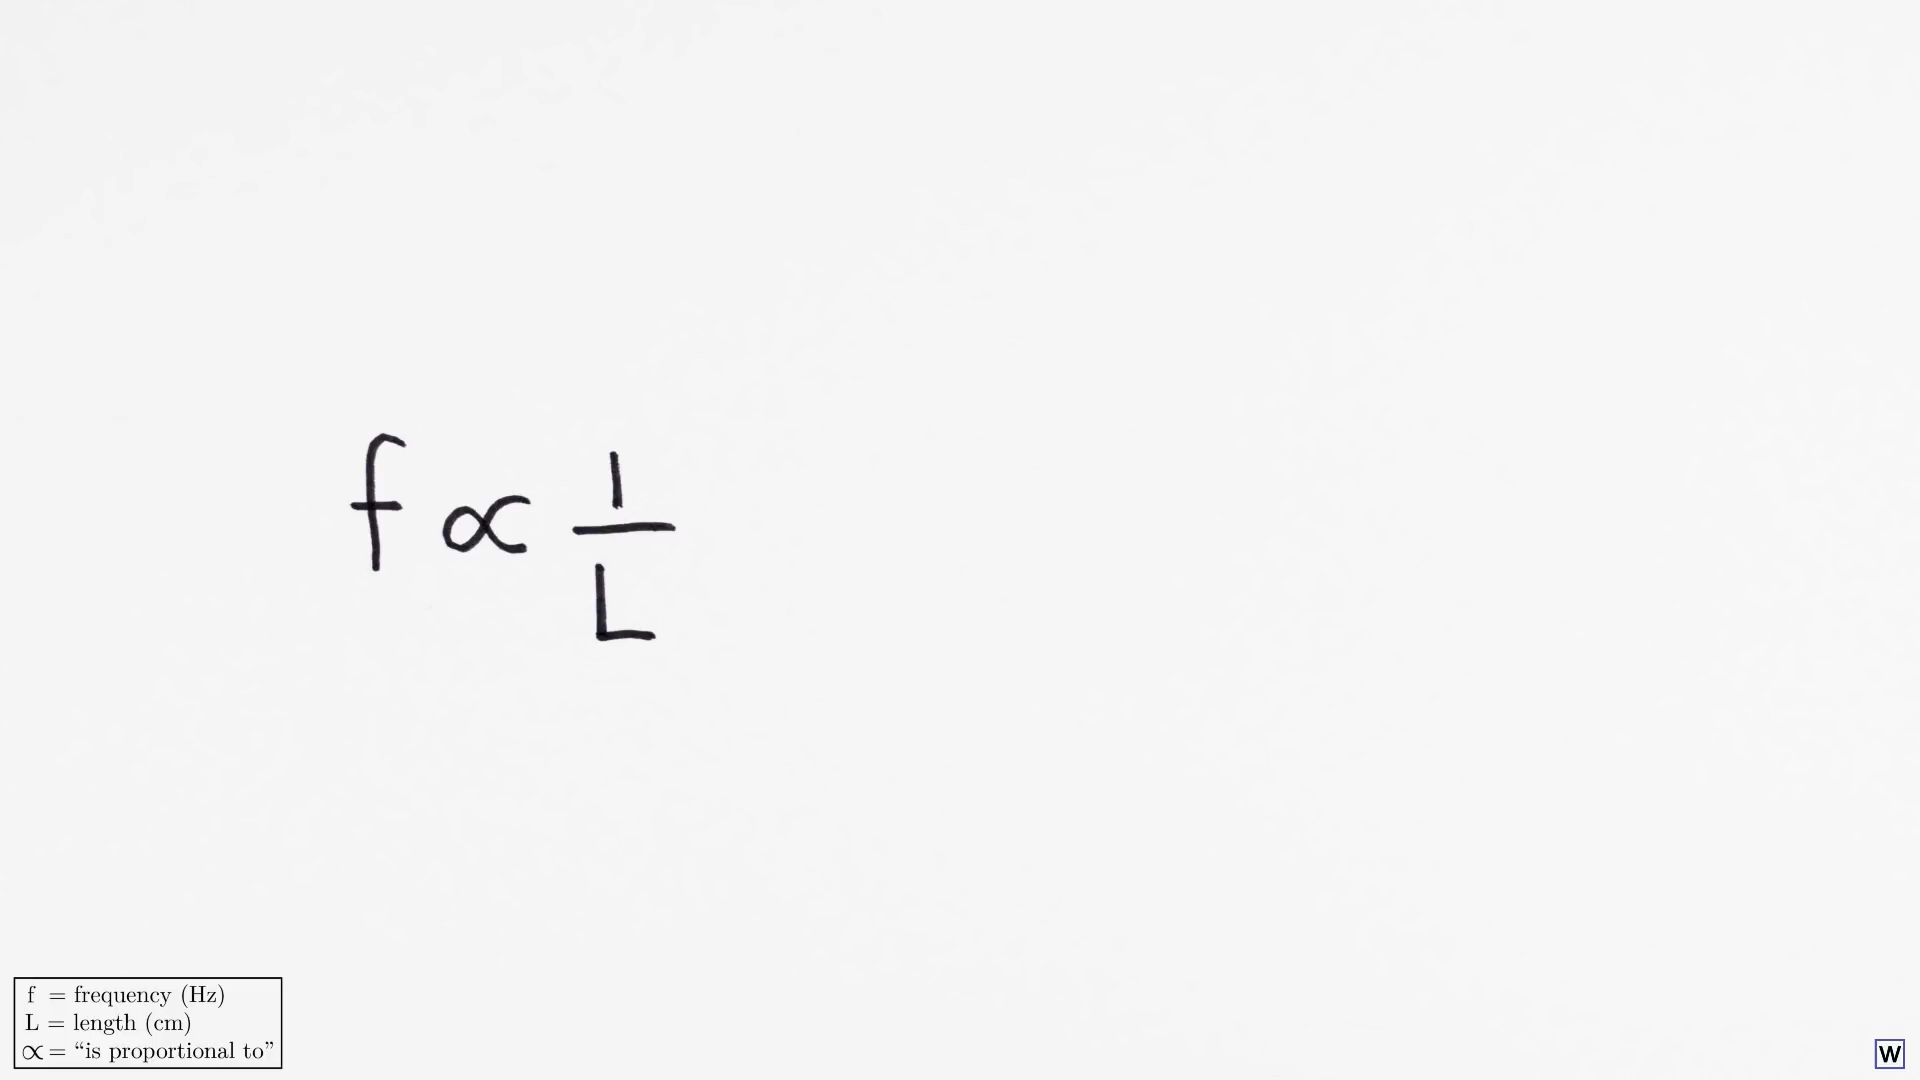 f ∝ 1/L
f = frequency (Hz)
L = length (cm)
∝ = “is proportional to”
W